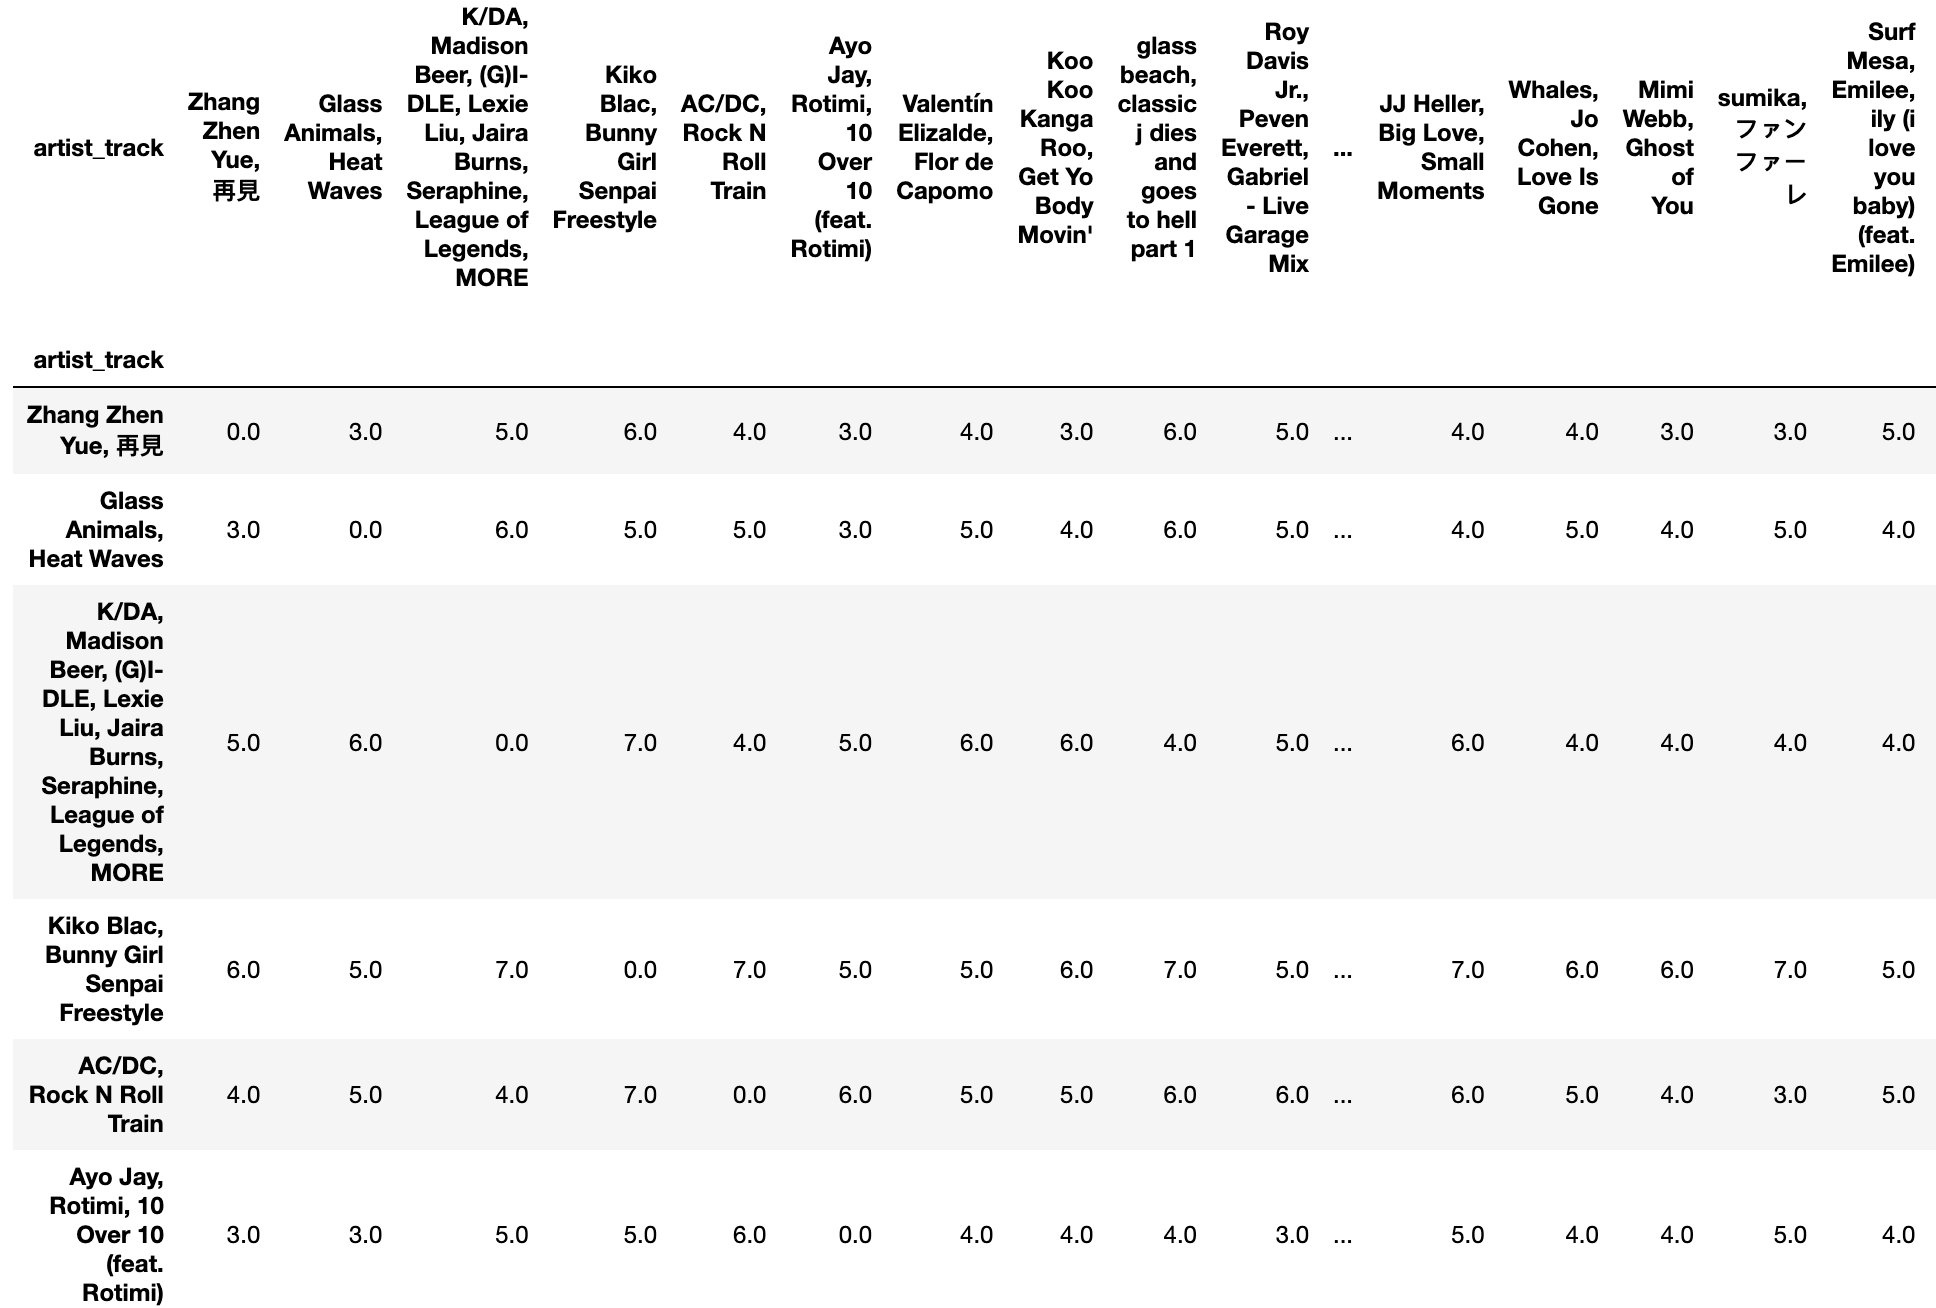 artist_track
Zhang
Zhen
Yue,
再見
Glass
Animals,
Heat
Waves
K/DA,
Madison
Beer, (G)I-
DLE, Lexie
Liu, Jaira
Burns,
Seraphine,
League of
Legends,
MORE
Kiko
Blac,
Bunny
Girl
Senpai
Freestyle
AC/DC,
Rock N
Roll
Train
Ayo
Jay,
Rotimi,
10
Over
10
(feat.
Rotimi)
Valentín
Elizalde,
Flor de
Capomo
Koo
Koo
Kanga
Roo,
Get Yo
Body
Movin'
glass
beach,
classic
j dies
and
goes
to hell
part 1
Roy
Davis
Jr.,
Peven
Everett,
Gabriel
- Live
Garage
Mix
...
JJ Heller,
Big Love,
Small
Moments
Whales,
Jo
Cohen,
Love Is
Gone
Mimi
Webb,
Ghost
of
You
sumika,
ファン
ファー
レ
Surf
Mesa,
Emilee,
ily (i
love
you
baby)
(feat.
Emilee)
artist_track
Zhang Zhen
Yue, 再見
0.0 3.0 5.0 6.0 4.0 3.0 4.0 3.0 6.0 5.0 ... 4.0 4.0 3.0 3.0 5.0
Glass
Animals,
Heat Waves
3.0 0.0 6.0 5.0 5.0 3.0 5.0 4.0 6.0 5.0 ... 4.0 5.0 4.0 5.0 4.0
K/DA,
Madison
Beer, (G)I-
DLE, Lexie
Liu, Jaira
Burns,
Seraphine,
League of
Legends,
MORE
5.0 6.0 0.0 7.0 4.0 5.0 6.0 6.0 4.0 5.0 ... 6.0 4.0 4.0 4.0 4.0
Kiko Blac,
Bunny Girl
Senpai
Freestyle
6.0 5.0 7.0 0.0 7.0 5.0 5.0 6.0 7.0 5.0 ... 7.0 6.0 6.0 7.0 5.0
AC/DC,
Rock N Roll
Train
4.0 5.0 4.0 7.0 0.0 6.0 5.0 5.0 6.0 6.0 ... 6.0 5.0 4.0 3.0 5.0
Ayo Jay,
Rotimi, 10
Over 10
(feat.
Rotimi)
3.0 3.0 5.0 5.0 6.0 0.0 4.0 4.0 4.0 3.0 ... 5.0 4.0 4.0 5.0 4.0